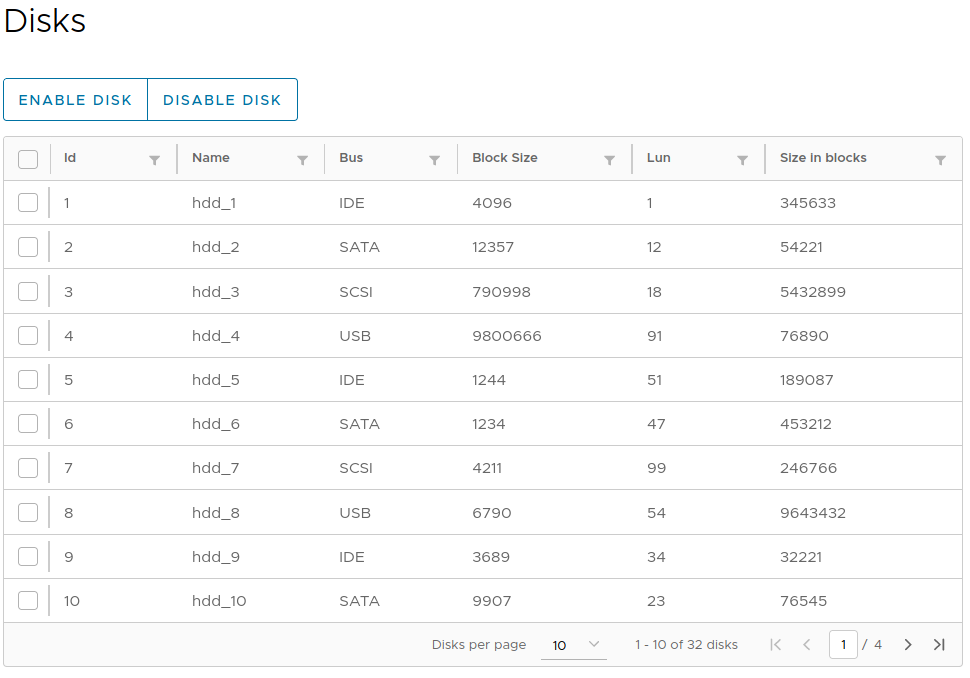 Disks
ENABLE DISK DISABLE DISK
Id Name Bus Block Size Lun Size in blocks
1 hdd_1 IDE 4096 1 345633
2 hdd_2 SATA 12357 12 54221
3 hdd_3 SCSI 790998 18 5432899
4 hdd_4 USB 9800666 91 76890
5 hdd_5 IDE 1244 51 189087
6 hdd_6 SATA 1234 47 453212
7 hdd_7 SCSI 4211 99 246766
8 hdd_8 USB 6790 54 9643432
9 hdd_9 IDE 3689 34 32221
10 hdd_10 SATA 9907 23 76545
Disks per page 10 1 - 10 of 32 disks 1 / 4